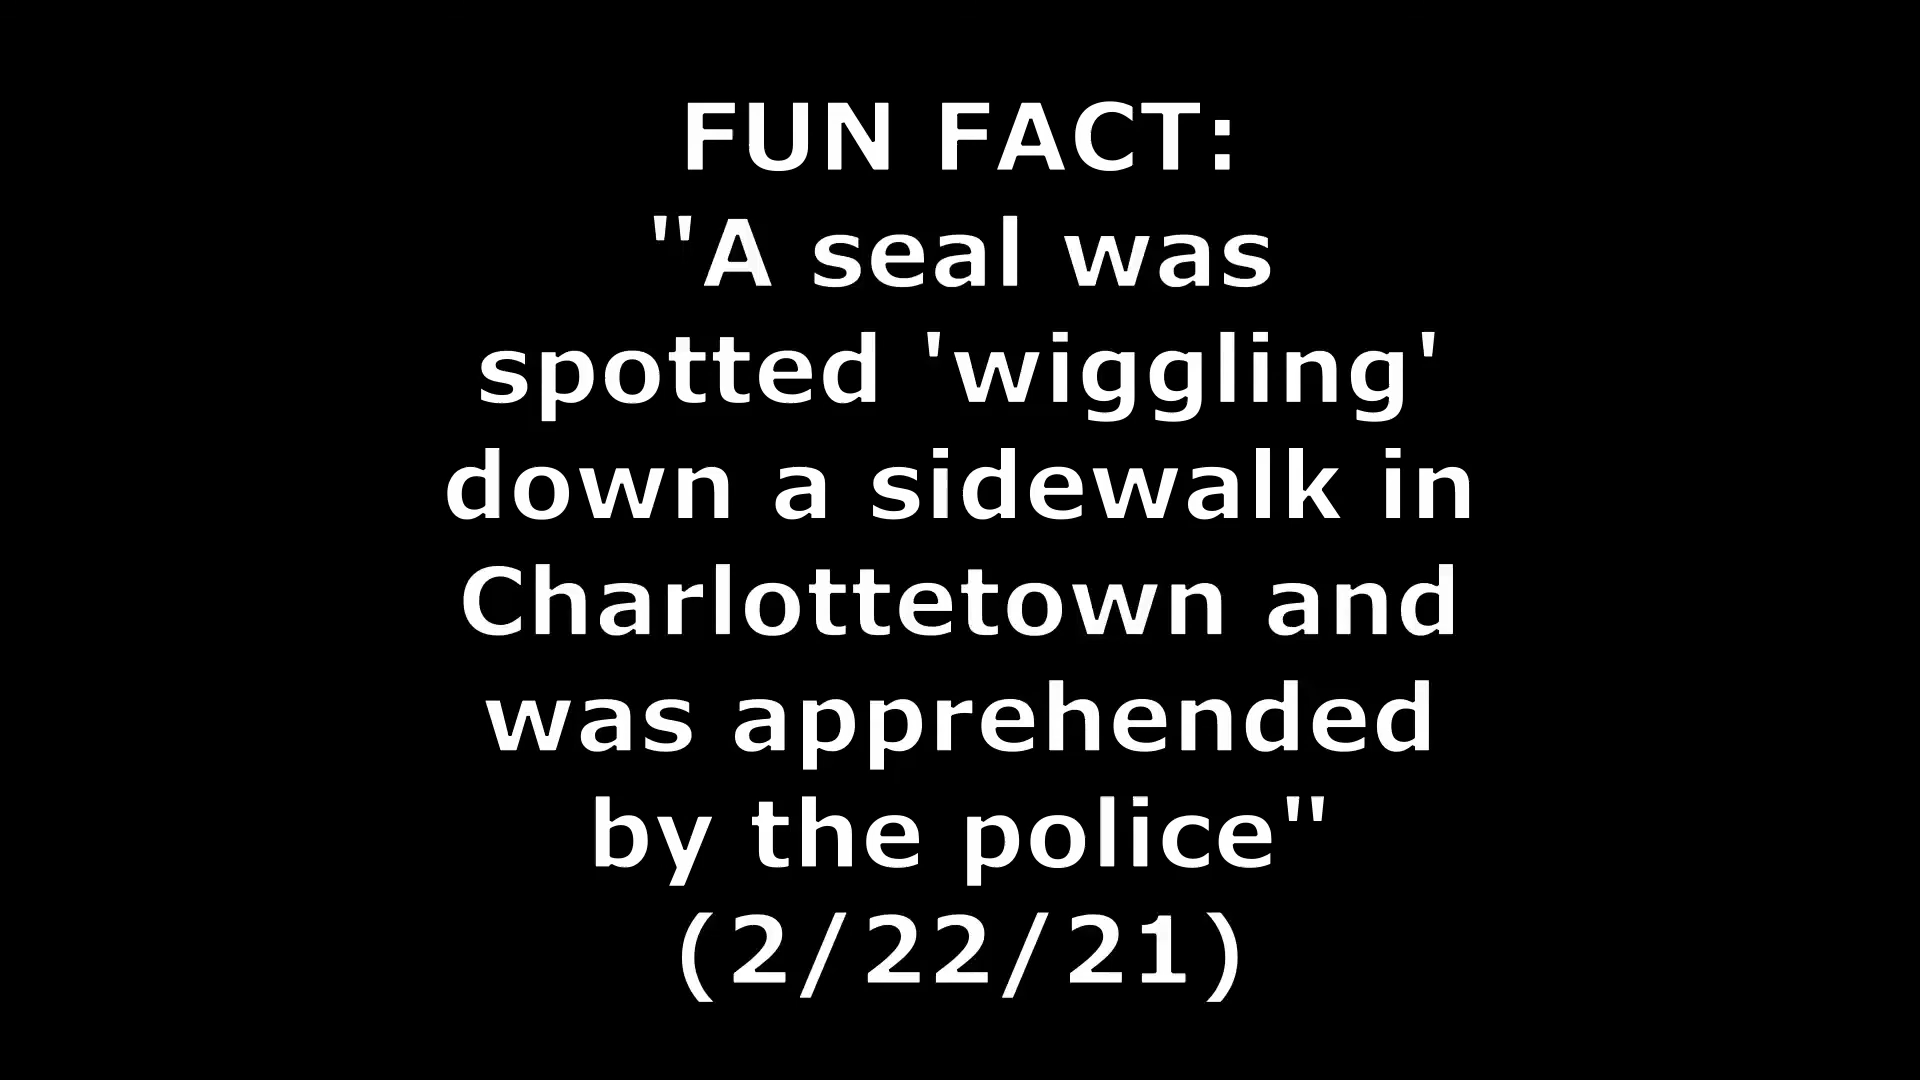 FUN FACT:
"A seal was
spotted 'wiggling'
down a sidewalk in
Charlottetown and
was apprehended
by the police"
(2/22/21)